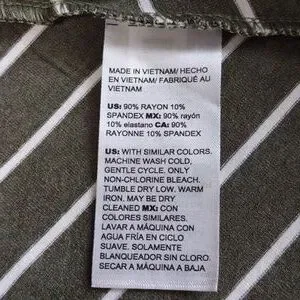 MADE IN VIETNAM/ HECHO
EN VIETNAM/ FABRIQUÉ AU
VIETNAM
US: 90% RAYON 10%
SPANDEX MX: 90% rayón
10% elastano CA: 90%
RAYONNE 10% SPANDEX
US: WITH SIMILAR COLORS.
MACHINE WASH COLD,
GENTLE CYCLE. ONLY
NON-CHLORINE BLEACH.
TUMBLE DRY LOW. WARM
IRON. MAY BE DRY
CLEANED MX: CON
COLORES SIMILARES.
LAVAR A MÁQUINA CON
AGUA FRÍA EN CICLO
SUAVE. SOLAMENTE
BLANQUEADOR SIN CLORO.
SECAR A MÁQUINA A BAJA